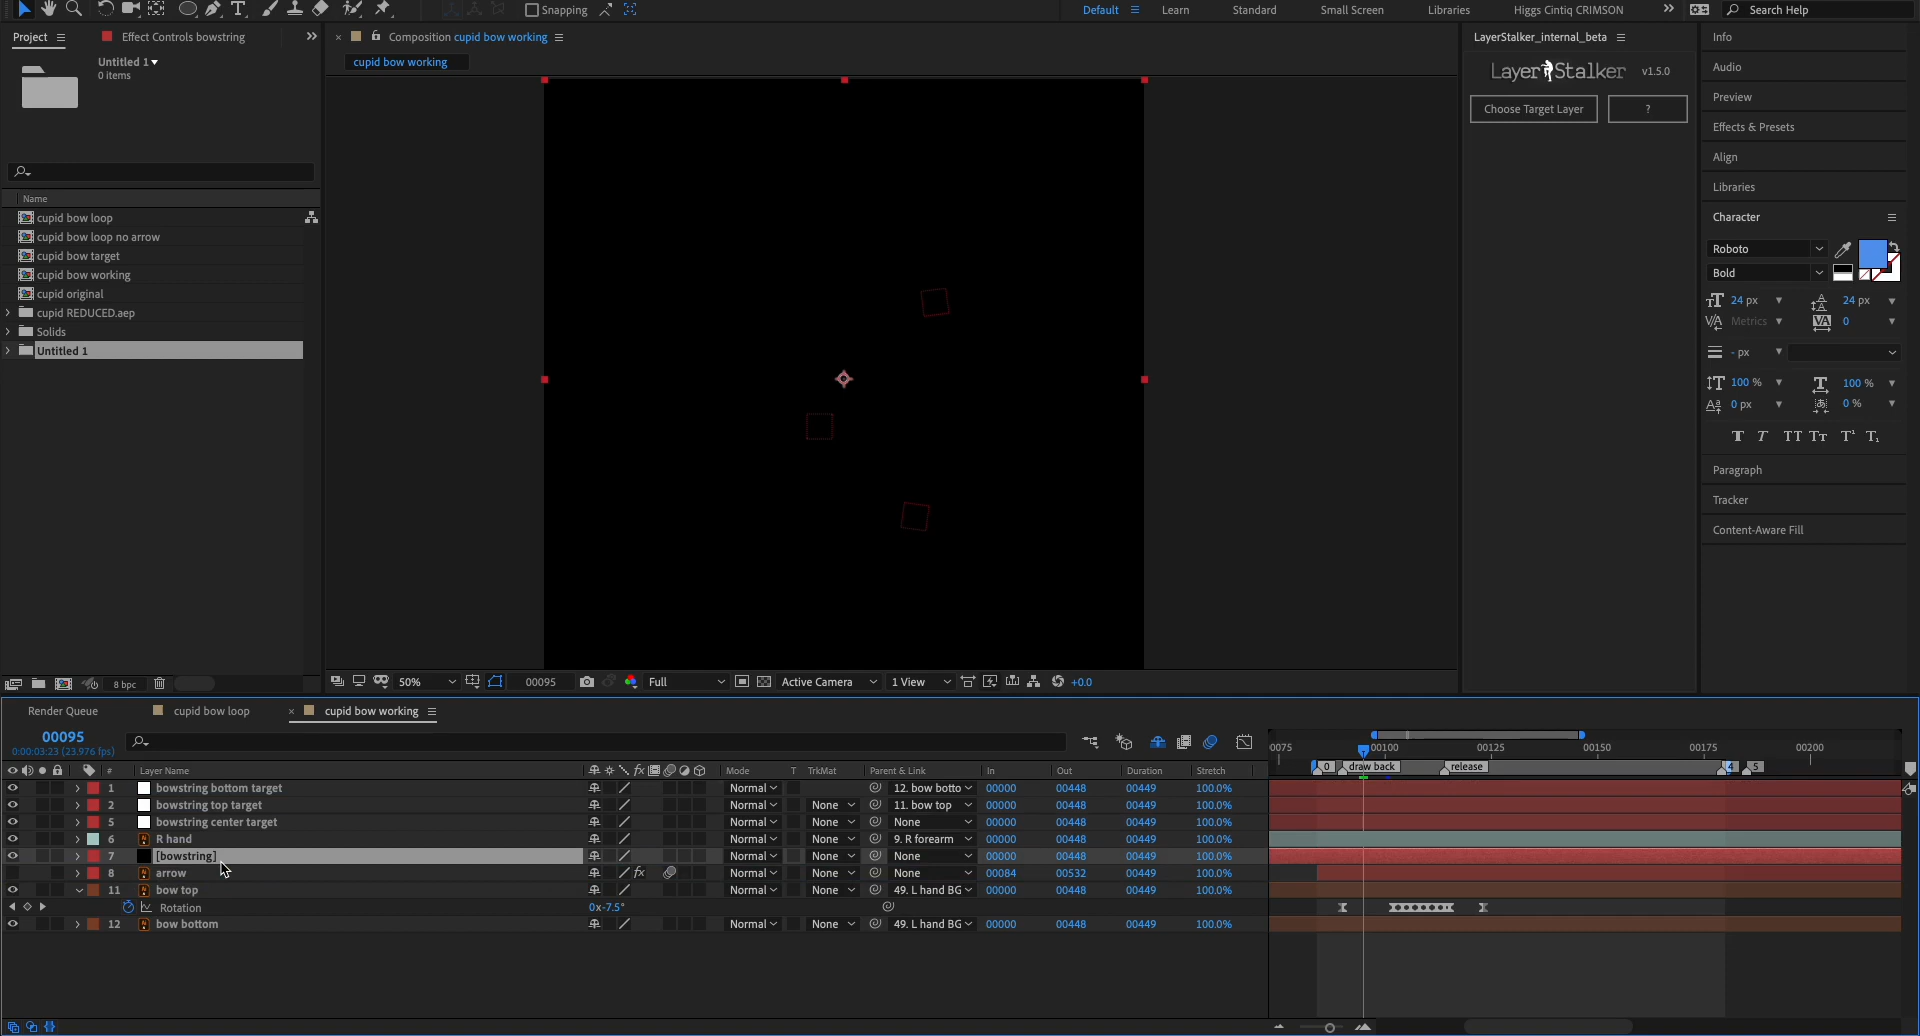 Snapping
Default
Learn
Standard
Small Screen
Libraries
Higgs Cintiq CRIMSON
Search Help
Project
Effect Controls bowstring
Untitled 1
0 items
Name
cupid bow loop
cupid bow loop no arrow
cupid bow target
cupid bow working
cupid original
cupid REDUCED.aep
Solids
Untitled 1
8 bpc
Composition cupid bow working
cupid bow working
50%
00095
Full
Active Camera
1 View
+0.0
LayerStalker_internal_beta
LayerStalker v1.5.0
Choose Target Layer
?
Info
Audio
Preview
Effects & Presets
Align
Libraries
Character
Roboto
Bold
24 px
24 px
Metrics
0
- px
100 %
100 %
0 px
0 %
Paragraph
Tracker
Content-Aware Fill
Render Queue
cupid bow loop
cupid bow working
00095
0:00:03:23 (23.976 fps)
0075
00100
00125
00150
00175
00200
0
draw back
release
4
5
# Layer Name Mode T TrkMat Parent & Link In Out Duration Stretch
1 bowstring bottom target Normal 12. bow botto 00000 00448 00449 100.0%
2 bowstring top target Normal None 11. bow top 00000 00448 00449 100.0%
5 bowstring center target Normal None None 00000 00448 00449 100.0%
6 R hand Normal None 9. R forearm 00000 00448 00449 100.0%
7 [bowstring] Normal None None 00000 00448 00449 100.0%
8 arrow fx Normal None None 00084 00532 00449 100.0%
11 bow top Normal None 49. L hand BG 00000 00448 00449 100.0%
Rotation 0x-7.5°
12 bow bottom Normal None 49. L hand BG 00000 00448 00449 100.0%